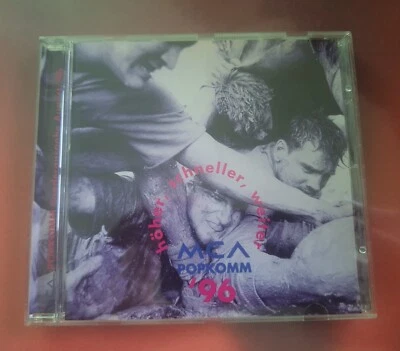 höher, schneller, weiter
MCA
POPKOMM
'96